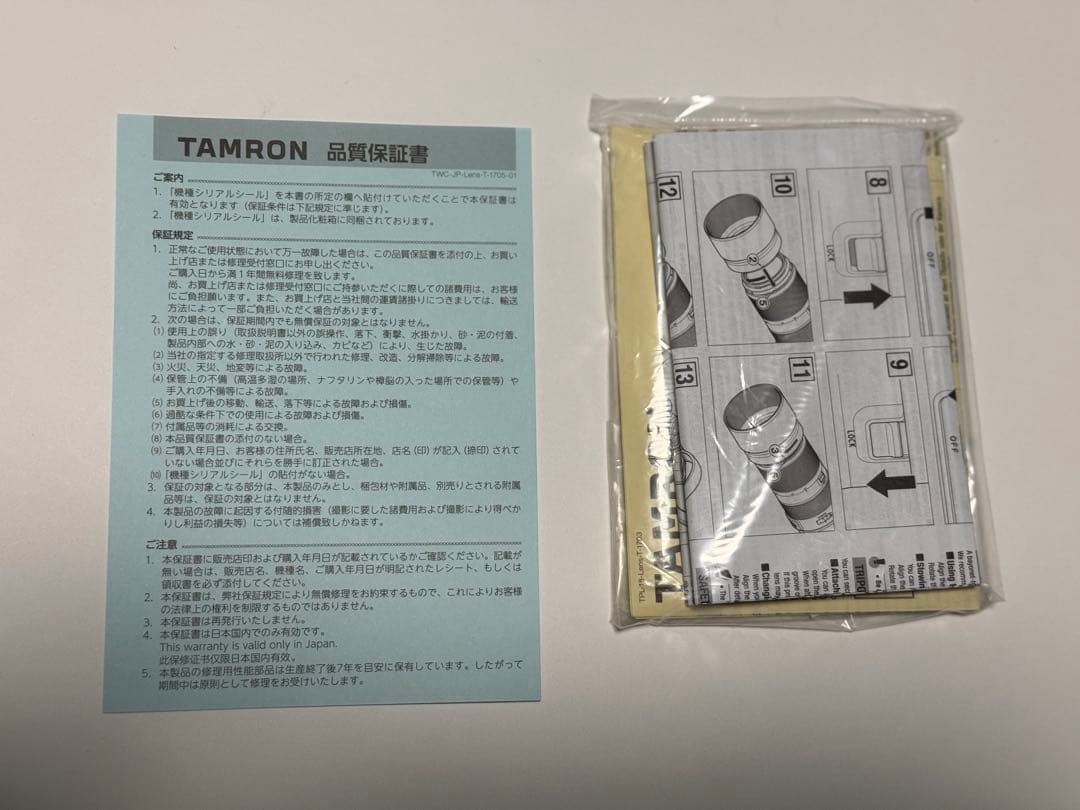 TAMRON 品質保証書
TWC-JP-Lens-T-1705-01
ご案内
1. 「機種シリアルシール」を本書の所定の欄へ貼付けていただくことで本保証書は
有効となります（保証条件は下記規定に準じます）。
2. 「機種シリアルシール」は、製品化粧箱に同梱されております。
保証規定
1. 正常なご使用状態において万一故障した場合は、この品質保証書を添付の上、お買い
上げ店または修理受付窓口にお申し出ください。
ご購入日から満1年間無料修理を致します。
尚、お買上げ店または修理受付窓口にご持参いただくに際しての諸費用は、お客様
にご負担願います。また、お買上げ店と当社間の運賃諸掛りにつきましては、輸送
方法によって一部ご負担いただく場合があります。
2. 次の場合は、保証期間内でも無償保証の対象とはなりません。
(1) 使用上の誤り（取扱説明書以外の誤操作、落下、衝撃、水掛かり、砂・泥の付着、
製品内部への水・砂・泥の入り込み、カビなど）により、生じた故障。
(2) 当社の指定する修理取扱所以外で行われた修理、改造、分解掃除等による故障。
(3) 火災、天災、地変等による故障。
(4) 保管上の不備（高温多湿の場所、ナフタリンや樟脳の入った場所での保管等）や
手入れの不備等による故障。
(5) お買上げ後の移動、輸送、落下等による故障および損傷。
(6) 過酷な条件下での使用による故障および損傷。
(7) 付属品等の消耗による交換。
(8) 本品質保証書の添付のない場合。
(9) ご購入年月日、お客様の住所氏名、販売店所在地、店名（印）が記入（捺印）されて
いない場合並びにそれらを勝手に訂正された場合。
(10) 「機種シリアルシール」の貼付がない場合。
3. 保証の対象となる部分は、本製品のみとし、梱包材や附属品、別売りとされる附属
品等は、保証の対象とはなりません。
4. 本製品の故障に起因する付随的損害（撮影に要した諸費用および撮影により得べか
りし利益の損失等）については補償致しかねます。
ご注意
1. 本保証書に販売店印および購入年月日が記載されているかご確認ください。記載が
無い場合は、販売店名、機種名、ご購入年月日が明記されたレシート、もしくは
領収書を必ず添付してください。
2. 本保証書は、弊社保証規定により無償修理をお約束するもので、これによりお客様
の法律上の権利を制限するものではありません。
3. 本保証書は再発行いたしません。
4. 本保証書は日本国内でのみ有効です。
This warranty is valid only in Japan.
此保修证书仅限日本国内有效。
5. 本製品の修理用性能部品は生産終了後7年を目安に保有しています。したがって
期間中は原則として修理をお受けいたします。
12
10
8
2
1
5
LOCK
OFF
13
11
9
3
LOCK
OFF
TAMRON
TPL-15-Lens-T-1703
SAFE
■Chang
lens may
Align the
When yo
After det
■Attach
You can
open the
When att
groove o
If this pr
You can secu
TRIPO
■Slowin
You can
Align the
Rotate t
■Using
We recomm
Align the
Rotate t
A beyond